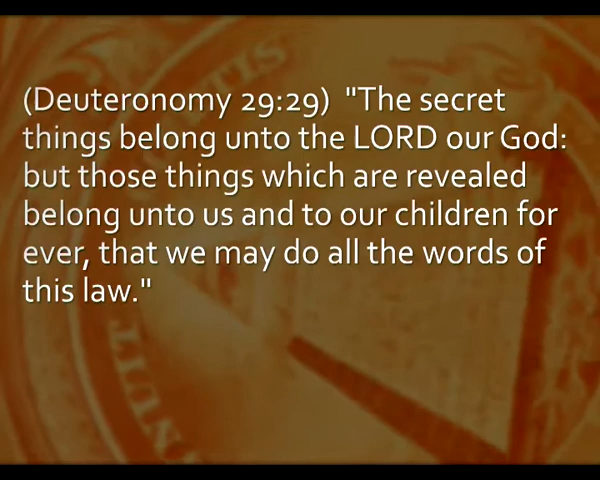 (Deuteronomy 29:29)  "The secret
things belong unto the LORD our God:
but those things which are revealed
belong unto us and to our children for
ever, that we may do all the words of
this law."